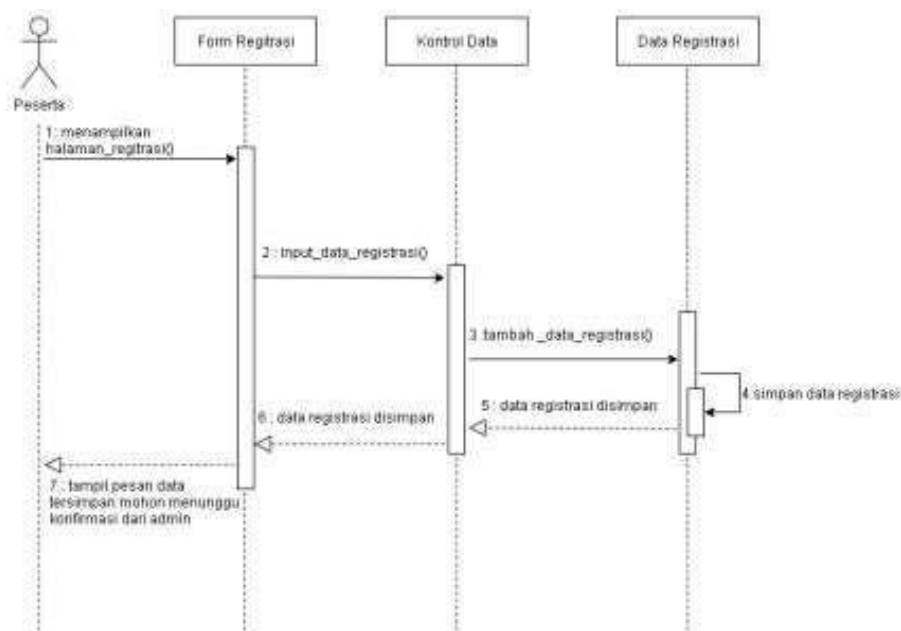 Form Regitrasi
Kontrol Data
Data Registrasi
Peserta
1 : menampilkan
halaman_regitrasi()
2 : input_data_registrasi()
3 :tambah _data_registrasi()
4 simpan data registrasi
5 : data registrasi disimpan
6 : data registrasi disimpan
7 : tampil pesan data
tersimpan mohon menunggu
konfirmasi dari admin